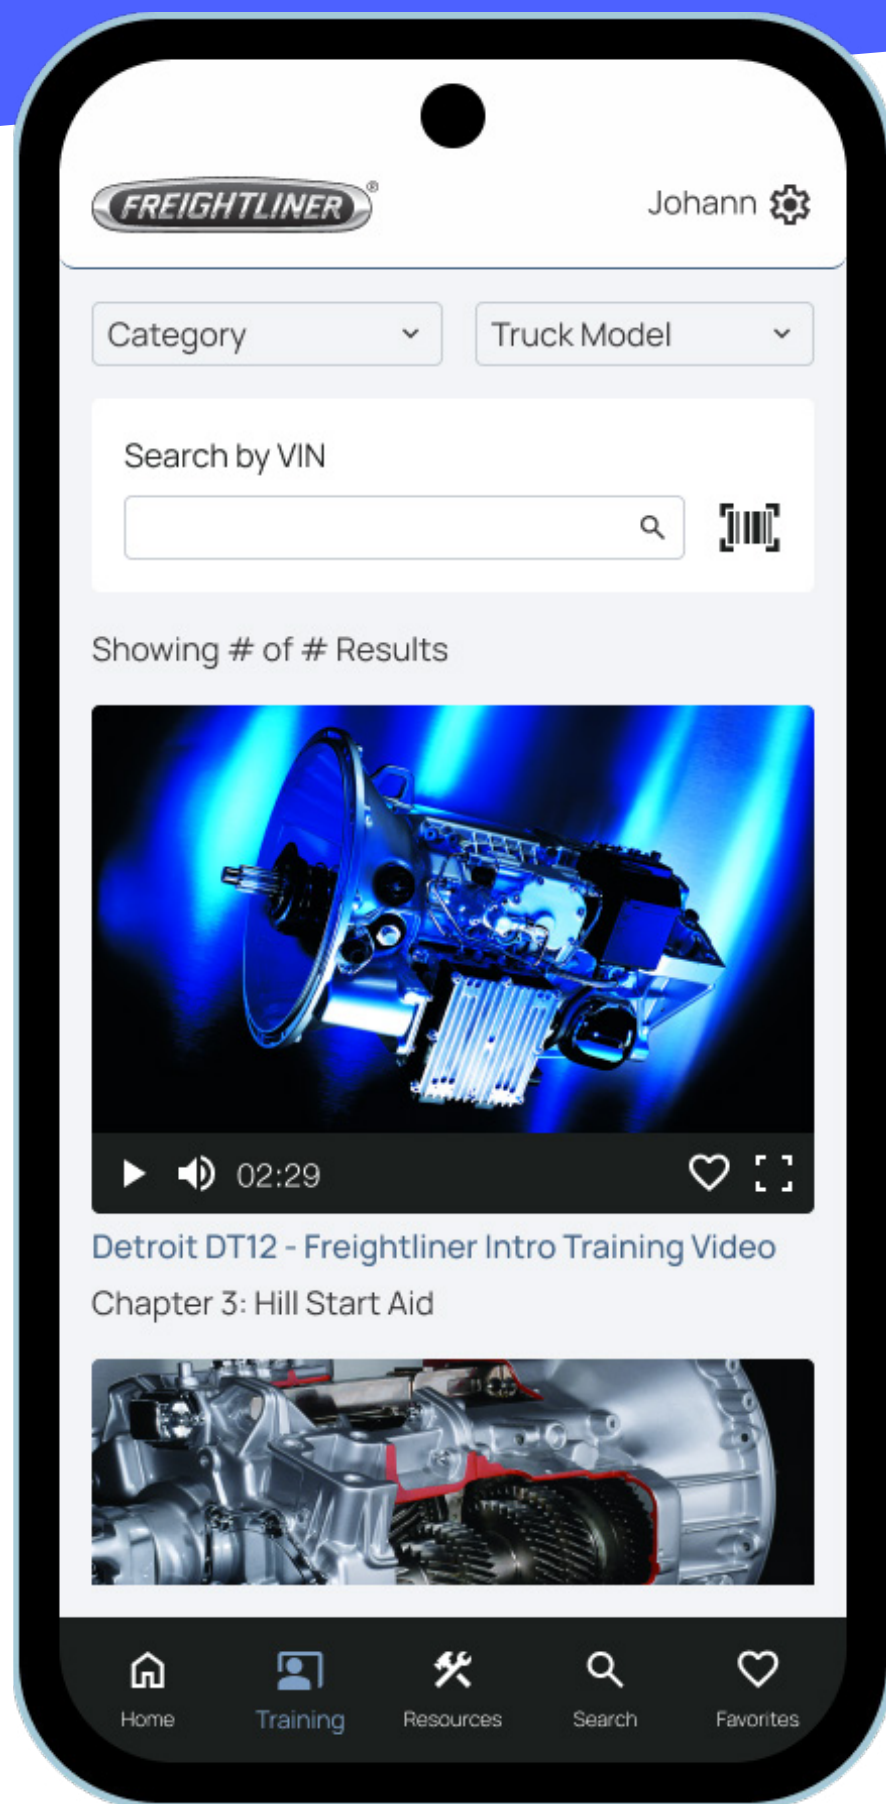 FREIGHTLINER®
Johann
Category
Truck Model
Search by VIN
Showing # of # Results
02:29
Detroit DT12 - Freightliner Intro Training Video
Chapter 3: Hill Start Aid
Home
Training
Resources
Search
Favorites